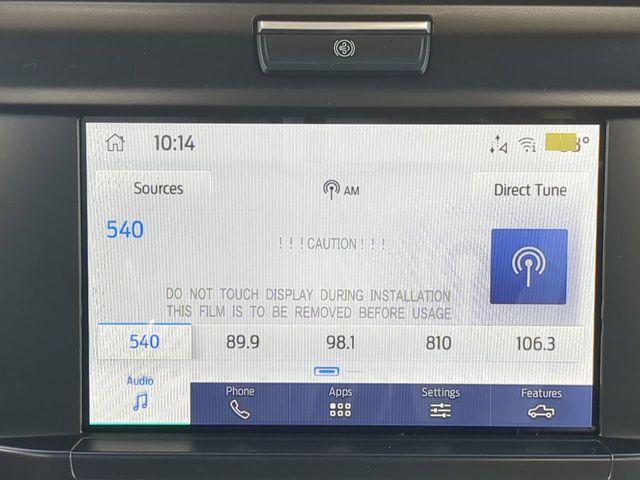 10:14
Sources
AM
Direct Tune
540
!!!CAUTION!!!
DO NOT TOUCH DISPLAY DURING INSTALLATION
THIS FILM IS TO BE REMOVED BEFORE USAGE
540 89.9 98.1 810 106.3
Audio Phone Apps Settings Features